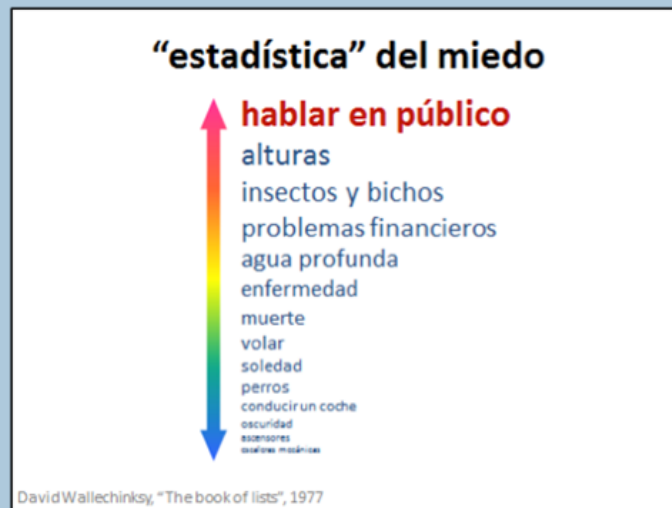 “estadística” del miedo
hablar en público
alturas
insectos y bichos
problemas financieros
agua profunda
enfermedad
muerte
volar
soledad
perros
conducir un coche
oscuridad
ascensores
mecánicas
David Wallechinksy, “The book of lists”, 1977